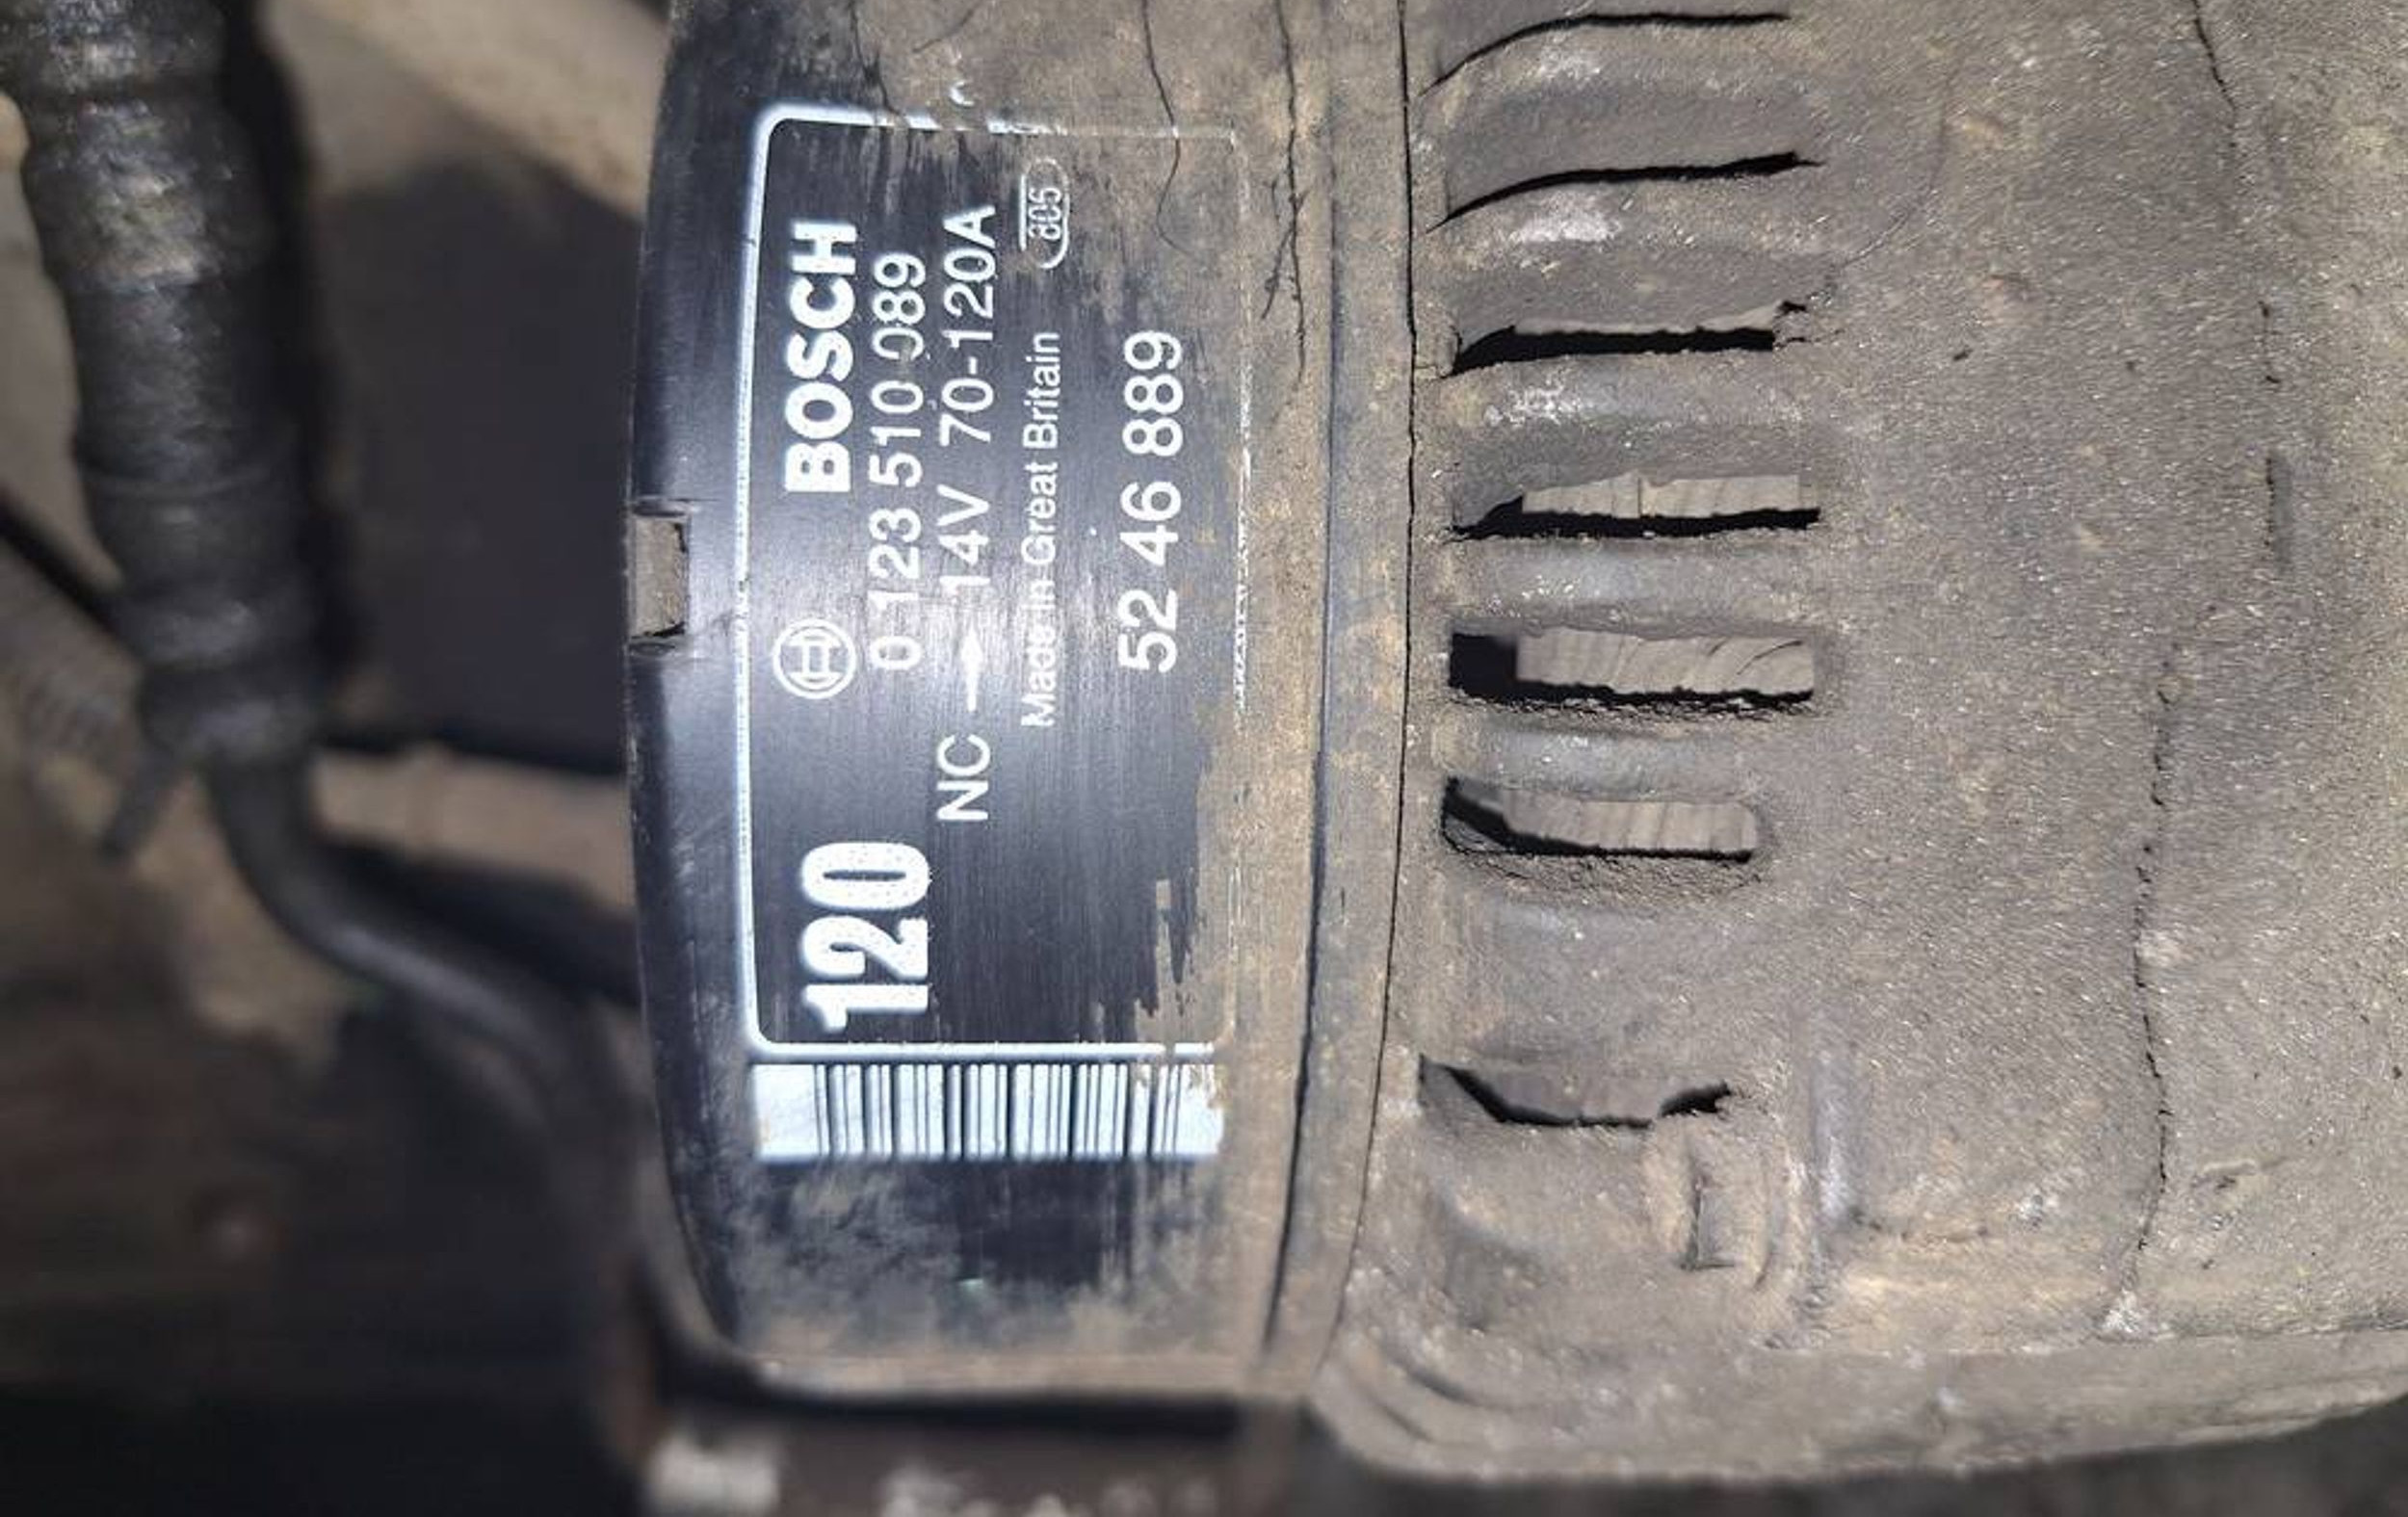 BOSCH
0 123 510 089
120 NC 14V 70-120A
Made in Great Britain
52 46 889